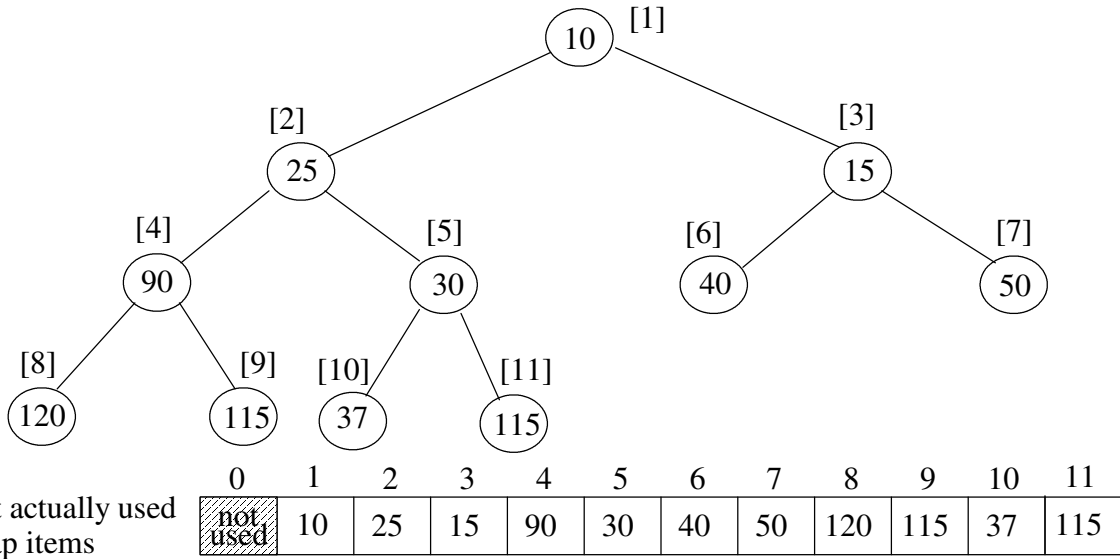 10 [1]
[2] [3]
25 15
[4] [5] [6] [7]
90 30 40 50
[8] [9] [10] [11]
120 115 37 115
0 1 2 3 4 5 6 7 8 9 10 11
actually used
not used 10 25 15 90 30 40 50 120 115 37 115
items